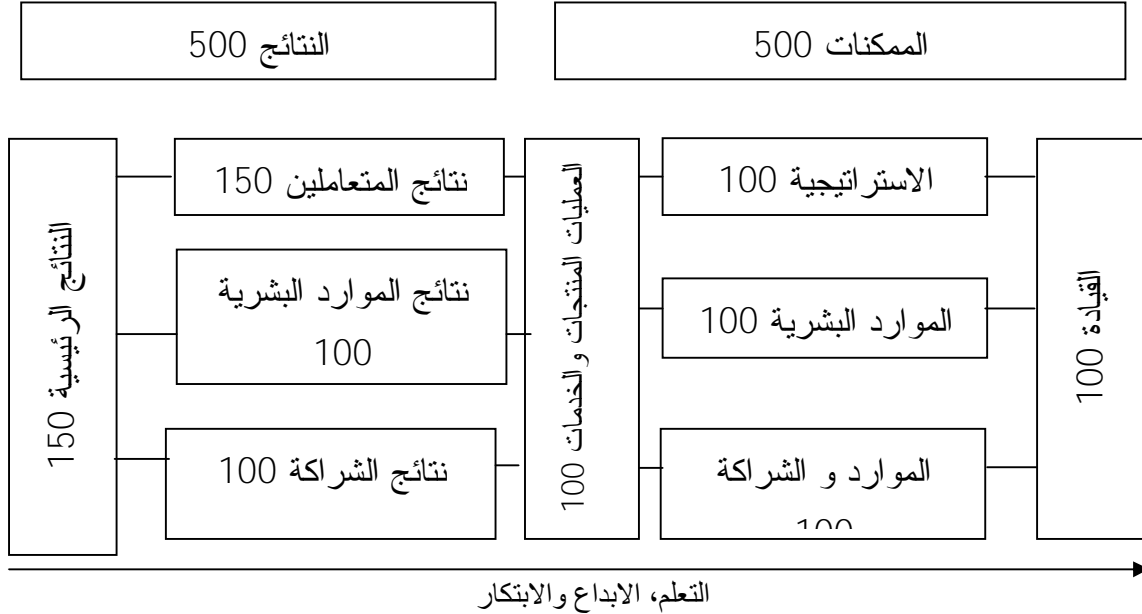 الممكنات 500
النتائج 500
القيادة 100
الاستراتيجية 100
الموارد البشرية 100
الموارد و الشراكة
100
العمليات المنتجات والخدمات 100
نتائج المتعاملين 150
نتائج الموارد البشرية
100
نتائج الشراكة 100
النتائج الرئيسية 150
التعلم، الابداع والابتكار